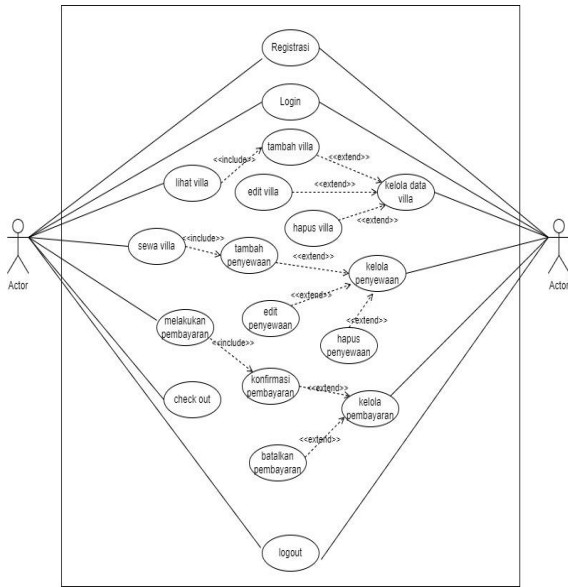 Registrasi
Login
tambah villa
<<include>>
<<extend>>
lihat villa
edit villa
<<extend>>
kelola data
villa
<<extend>>
hapus villa
Actor
Actor
sewa villa
<<include>>
tambah
penyewaan
<<extend>>
kelola
penyewaan
<<extend>>
edit
penyewaan
<<extend>>
hapus
penyewaan
melakukan
pembayaran
<<include>>
konfirmasi
pembayaran
<<extend>>
kelola
pembayaran
check out
<<extend>>
batalkan
pembayaran
logout